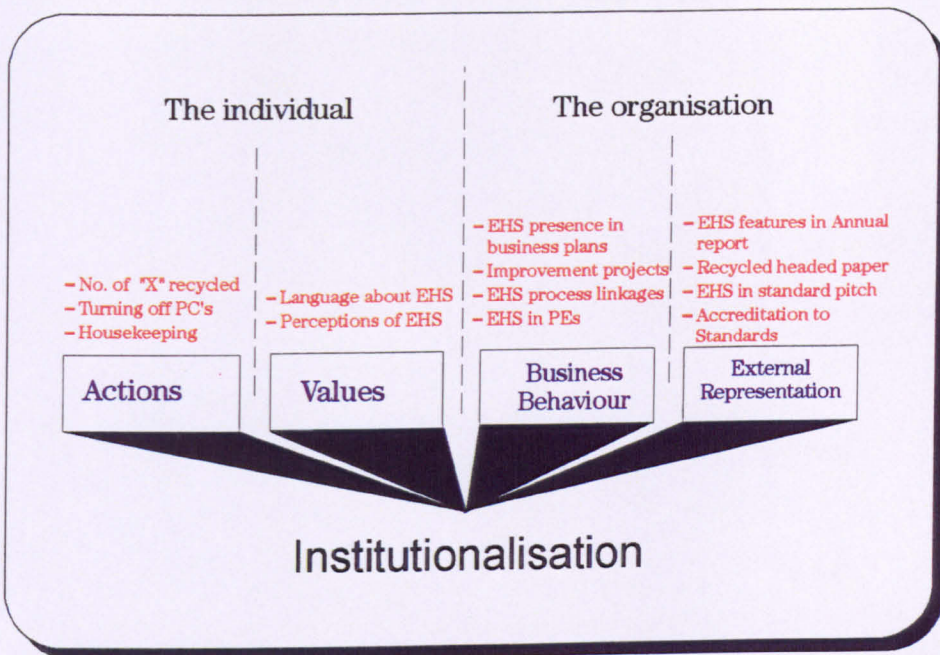 The individual
The organisation
– No. of "X" recycled
– Turning off PC's
– Housekeeping
– Language about EHS
– Perceptions of EHS
– EHS presence in
business plans
– Improvement projects
– EHS process linkages
– EHS in PEs
– EHS features in Annual
report
– Recycled headed paper
– EHS in standard pitch
– Accreditation to
Standards
Actions
Values
Business
Behaviour
External
Representation
Institutionalisation